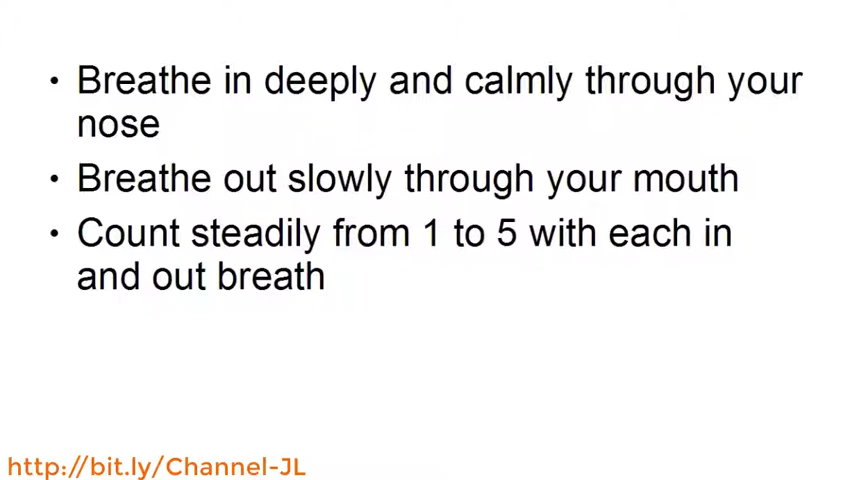 • Breathe in deeply and calmly through your
nose
• Breathe out slowly through your mouth
• Count steadily from 1 to 5 with each in
and out breath
http://bit.ly/Channel-JL